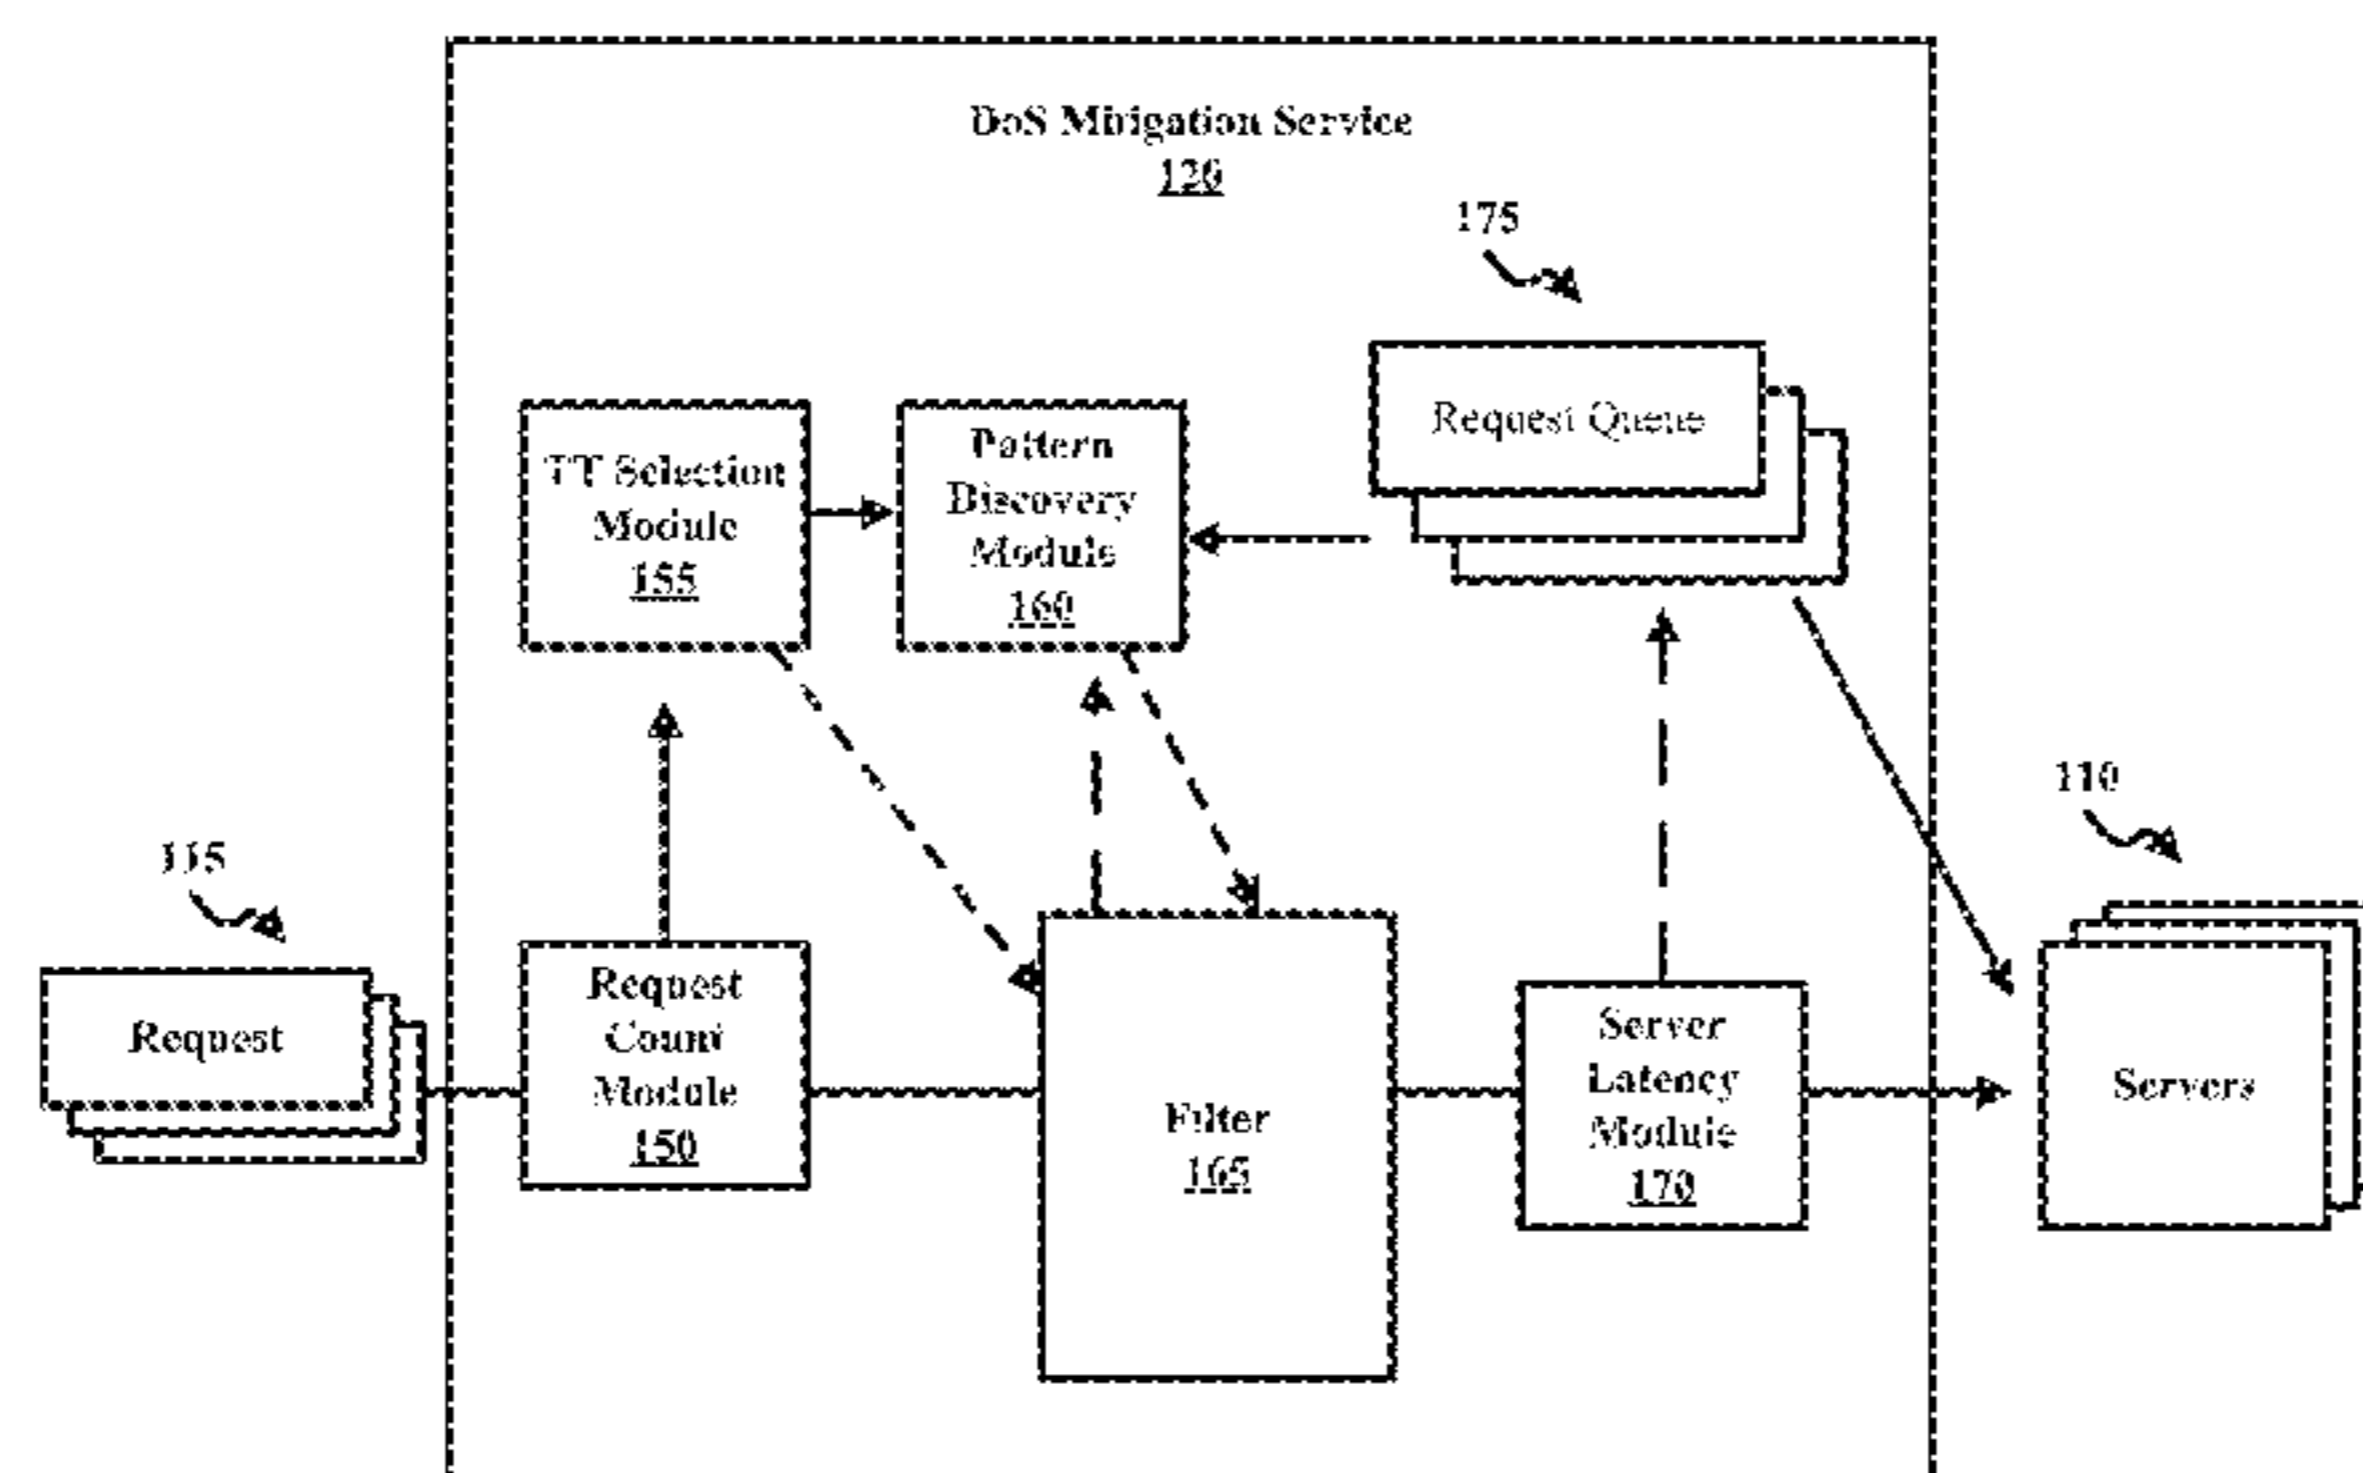 DoS Mitigation Service
120
175
Request Queue
TT Selection
Module
155
Pattern
Discovery
Module
160
110
115
Request
Request
Count
Module
150
Filter
165
Server
Latency
Module
170
Servers